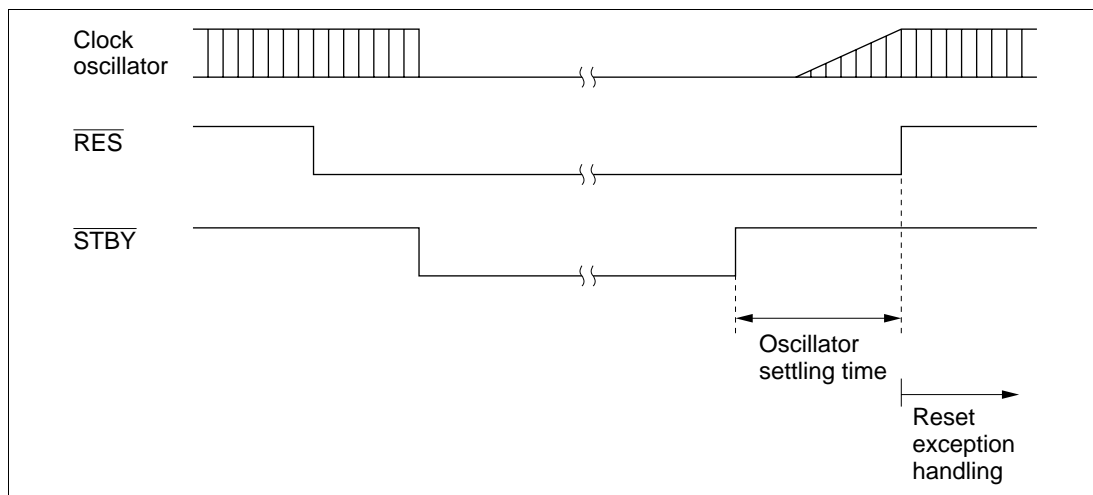 Clock
oscillator
RES
STBY
Oscillator
settling time
Reset
exception
handling